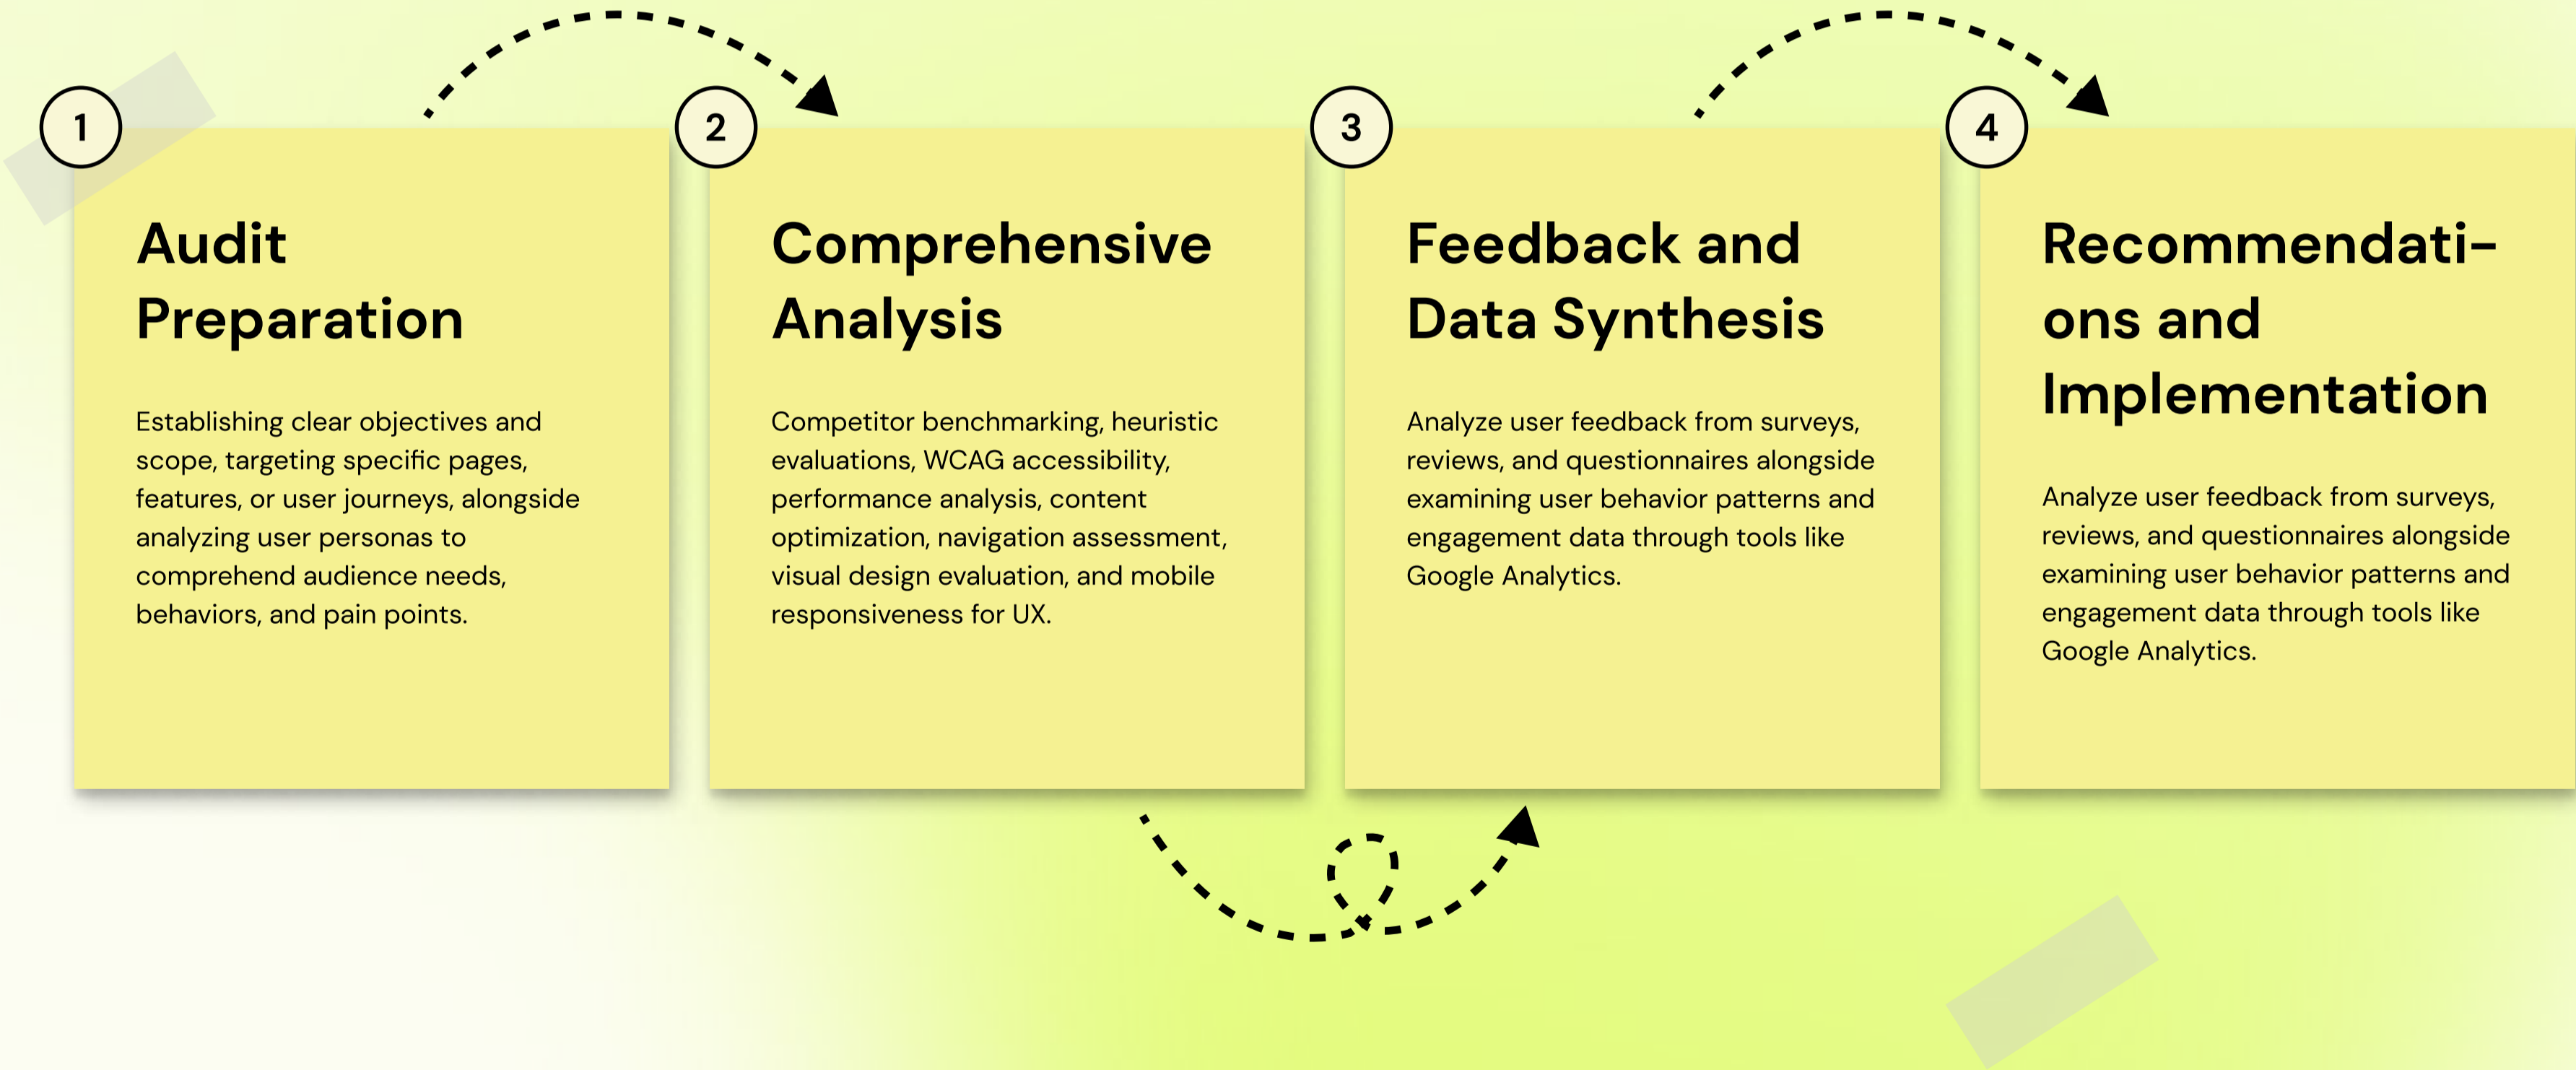 1
Audit
Preparation
Establishing clear objectives and
scope, targeting specific pages,
features, or user journeys, alongside
analyzing user personas to
comprehend audience needs,
behaviors, and pain points.
2
Comprehensive
Analysis
Competitor benchmarking, heuristic
evaluations, WCAG accessibility,
performance analysis, content
optimization, navigation assessment,
visual design evaluation, and mobile
responsiveness for UX.
3
Feedback and
Data Synthesis
Analyze user feedback from surveys,
reviews, and questionnaires alongside
examining user behavior patterns and
engagement data through tools like
Google Analytics.
4
Recommendati-
ons and
Implementation
Analyze user feedback from surveys,
reviews, and questionnaires alongside
examining user behavior patterns and
engagement data through tools like
Google Analytics.